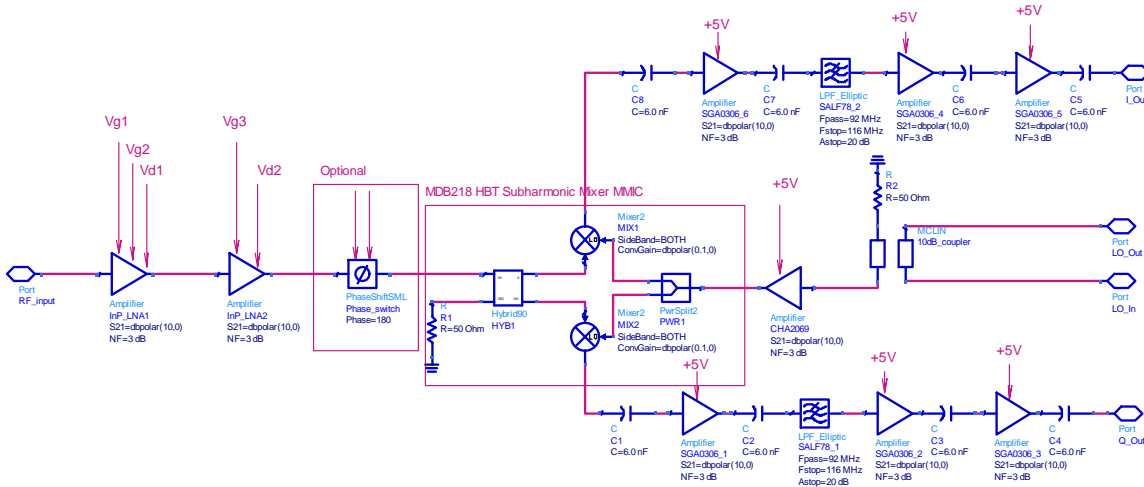 +5V
+5V
+5V
C
C8
C=6.0 nF
Amplifier
SGA0306_6
S21=dbpolar(10,0)
NF=3 dB
C
C7
C=6.0 nF
LPF_Elliptic
SALF78_2
Fpass=92 MHz
Fstop=116 MHz
Astop=20 dB
Amplifier
SGA0306_4
S21=dbpolar(10,0)
NF=3 dB
C
C6
C=6.0 nF
Amplifier
SGA0306_5
S21=dbpolar(10,0)
NF=3 dB
C
C5
C=6.0 nF
Port
I_Out
Vg1
Vg2
Vd1
Vg3
Vd2
Optional
MDB218 HBT Subharmonic Mixer MMIC
+5V
R
R2
R=50 Ohm
Mixer2
MIX1
SideBand=BOTH
ConvGain=dbpolar(0.1,0)
LO
MCLIN
10dB_coupler
Port
LO_Out
Port
RF_input
Amplifier
InP_LNA1
S21=dbpolar(10,0)
NF=3 dB
Amplifier
InP_LNA2
S21=dbpolar(10,0)
NF=3 dB
PhaseShiftSML
Phase_switch
Phase=180
R
R1
R=50 Ohm
Hybrid90
HYB1
PwrSplit2
PWR1
Mixer2
MIX2
SideBand=BOTH
ConvGain=dbpolar(0.1,0)
LO
Amplifier
CHA2069
S21=dbpolar(10,0)
NF=3 dB
Port
LO_In
+5V
+5V
+5V
C
C1
C=6.0 nF
Amplifier
SGA0306_1
S21=dbpolar(10,0)
NF=3 dB
C
C2
C=6.0 nF
LPF_Elliptic
SALF78_1
Fpass=92 MHz
Fstop=116 MHz
Astop=20 dB
Amplifier
SGA0306_2
S21=dbpolar(10,0)
NF=3 dB
C
C3
C=6.0 nF
Amplifier
SGA0306_3
S21=dbpolar(10,0)
NF=3 dB
C
C4
C=6.0 nF
Port
Q_Out